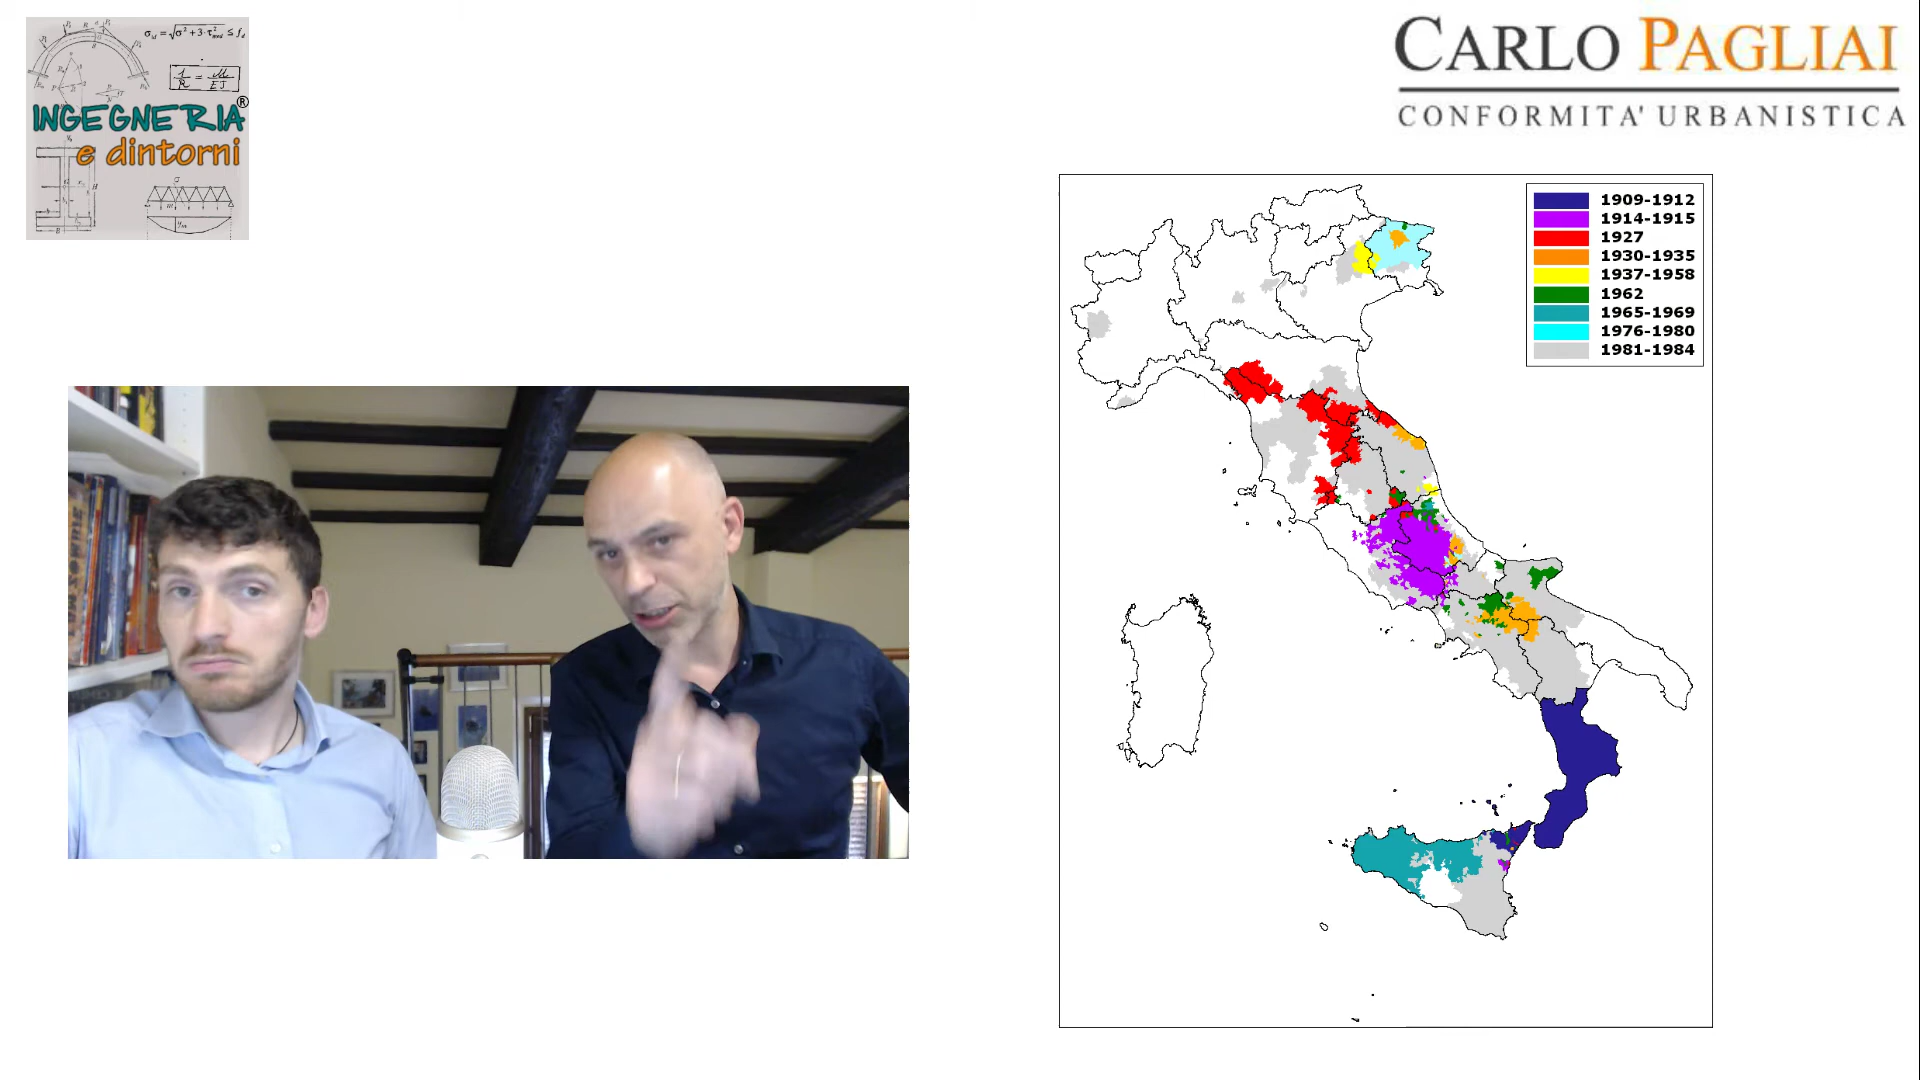 INGEGNERIA
®
e dintorni
CARLO PAGLIAI
CONFORMITA' URBANISTICA
1909-1912
1914-1915
1927
1930-1935
1937-1958
1962
1965-1969
1976-1980
1981-1984